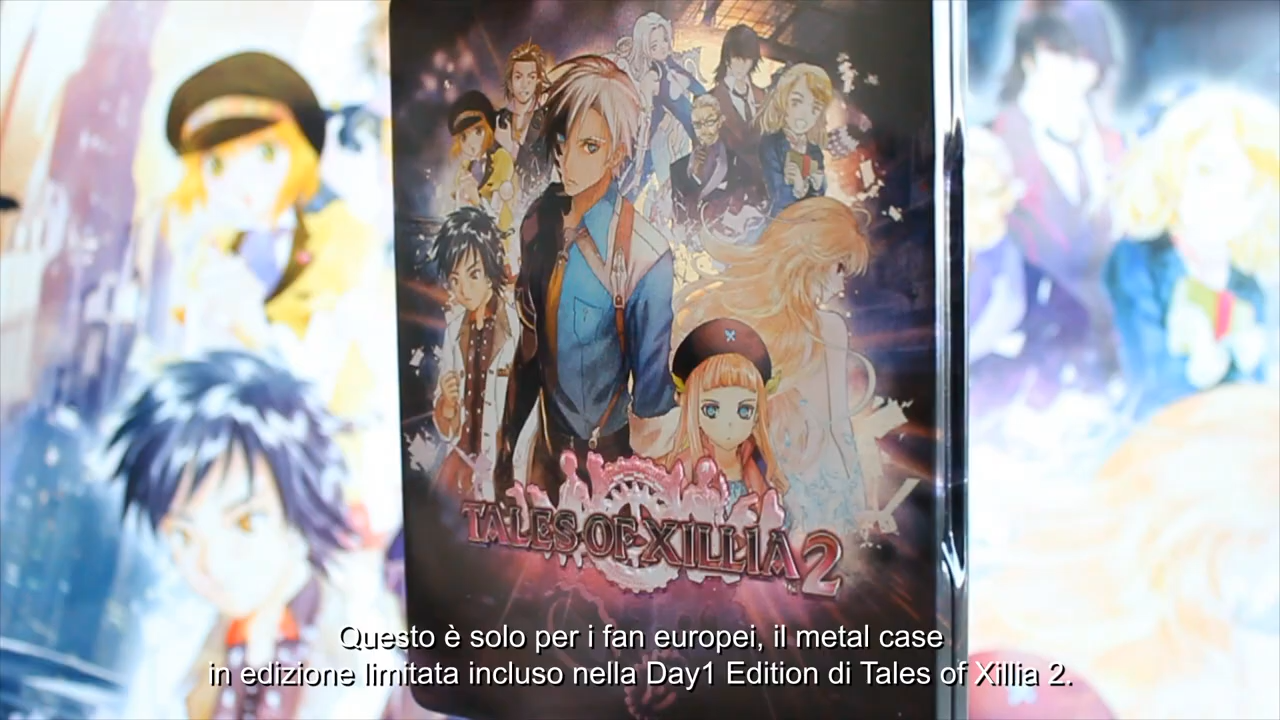 TALES OF XILLIA 2
Questo è solo per i fan europei, il metal case
in edizione limitata incluso nella Day1 Edition di Tales of Xillia 2.